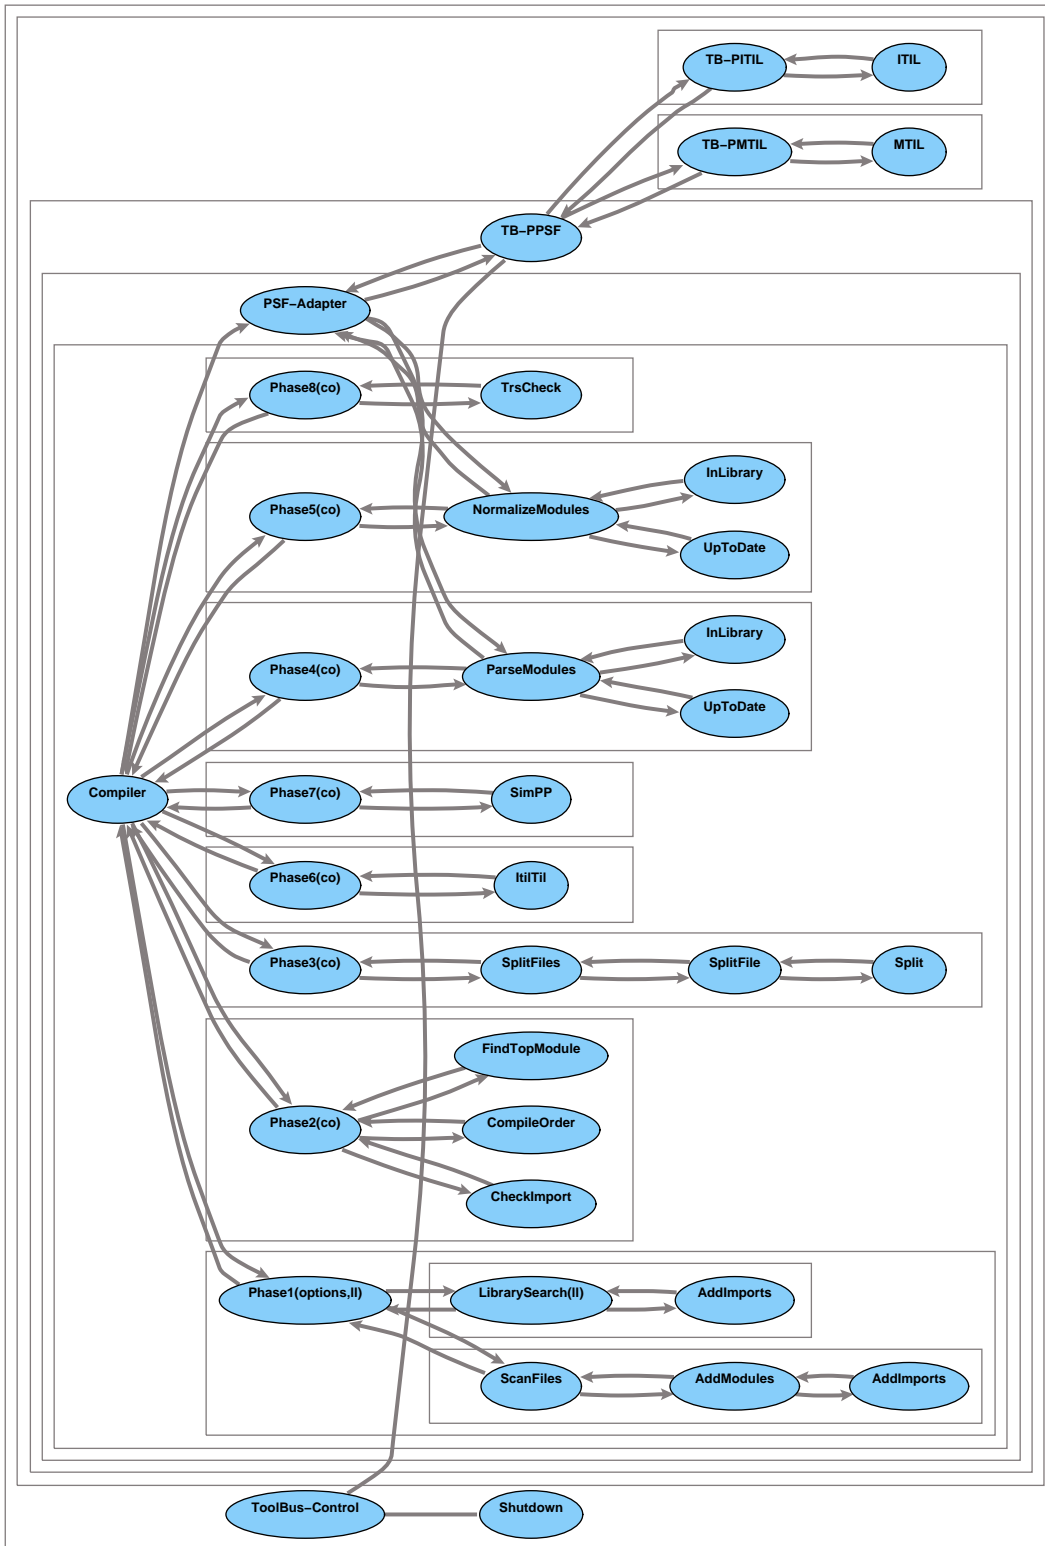 TB−PITIL
ITIL
TB−PMTIL
MTIL
TB−PPSF
PSF−Adapter
Phase8(co)
TrsCheck
InLibrary
Phase5(co)
NormalizeModules
UpToDate
InLibrary
Phase4(co)
ParseModules
UpToDate
Compiler
Phase7(co)
SimPP
Phase6(co)
ItilTil
Phase3(co)
SplitFiles
SplitFile
Split
FindTopModule
Phase2(co)
CompileOrder
CheckImport
Phase1(options,ll)
LibrarySearch(ll)
AddImports
ScanFiles
AddModules
AddImports
ToolBus−Control
Shutdown